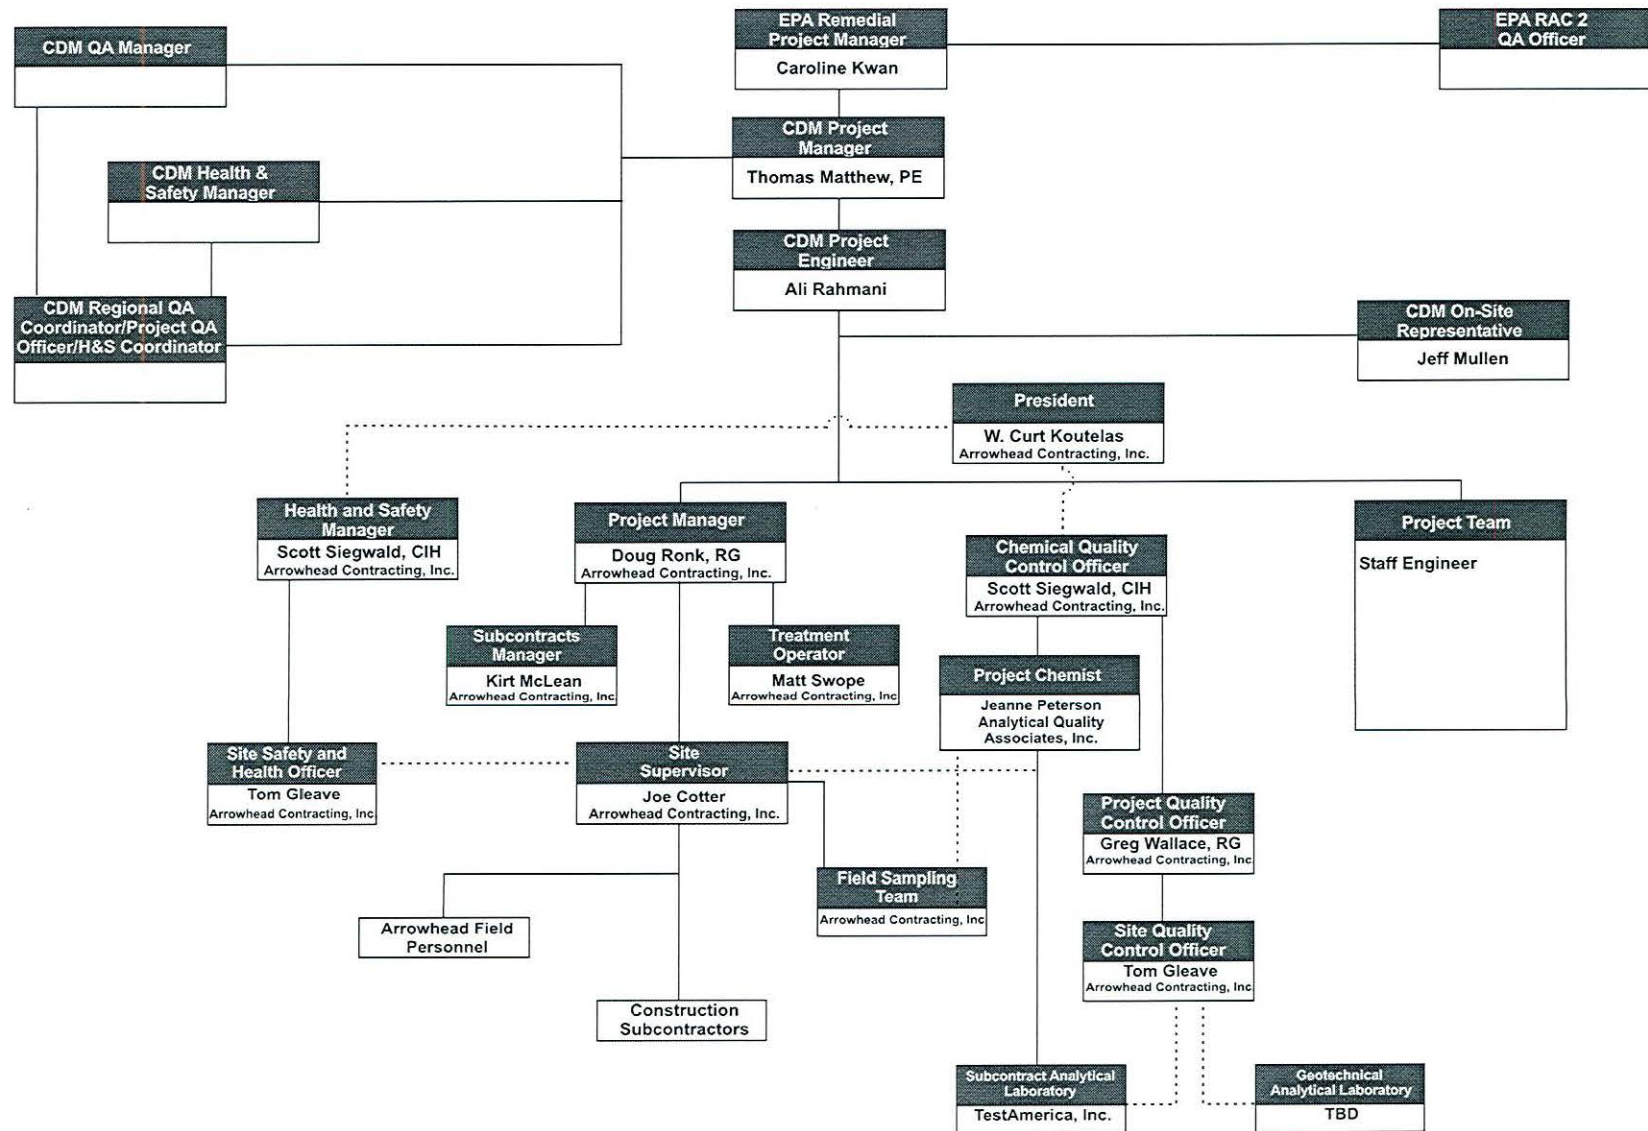 CDM QA Manager
EPA Remedial
Project Manager
Caroline Kwan
EPA RAC 2
QA Officer
CDM Project
Manager
Thomas Matthew, PE
CDM Health &
Safety Manager
CDM Project
Engineer
Ali Rahmani
CDM Regional QA
Coordinator/Project QA
Officer/H&S Coordinator
CDM On-Site
Representative
Jeff Mullen
President
W. Curt Koutelas
Arrowhead Contracting, Inc.
Health and Safety
Manager
Scott Siegwald, CIH
Arrowhead Contracting, Inc.
Project Manager
Doug Ronk, RG
Arrowhead Contracting, Inc.
Chemical Quality
Control Officer
Scott Siegwald, CIH
Arrowhead Contracting, Inc.
Project Team
Staff Engineer
Subcontracts
Manager
Kirt McLean
Arrowhead Contracting, Inc
Treatment
Operator
Matt Swope
Arrowhead Contracting, Inc
Project Chemist
Jeanne Peterson
Analytical Quality
Associates, Inc.
Site Safety and
Health Officer
Tom Gleave
Arrowhead Contracting, Inc.
Site
Supervisor
Joe Cotter
Arrowhead Contracting, Inc.
Project Quality
Control Officer
Greg Wallace, RG
Arrowhead Contracting, Inc
Field Sampling
Team
Arrowhead Contracting, Inc
Arrowhead Field
Personnel
Site Quality
Control Officer
Tom Gleave
Arrowhead Contracting, Inc
Construction
Subcontractors
Subcontract Analytical
Laboratory
TestAmerica, Inc.
Geotechnical
Analytical Laboratory
TBD